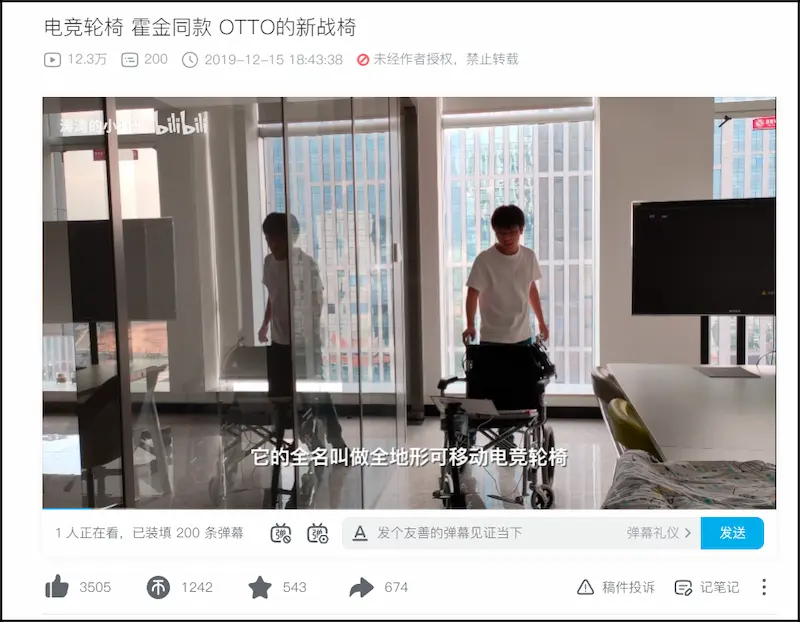 电竞轮椅 霍金同款 OTTO的新战椅
12.3万 200 2019-12-15 18:43:38 未经作者授权，禁止转载
bilibili
它的全名叫做全地形可移动电竞轮椅
1 人正在看，已装填 200 条弹幕 弹 弹 A 发个友善的弹幕见证当下 弹幕礼仪 发送
3505 1242 543 674 稿件投诉 记笔记